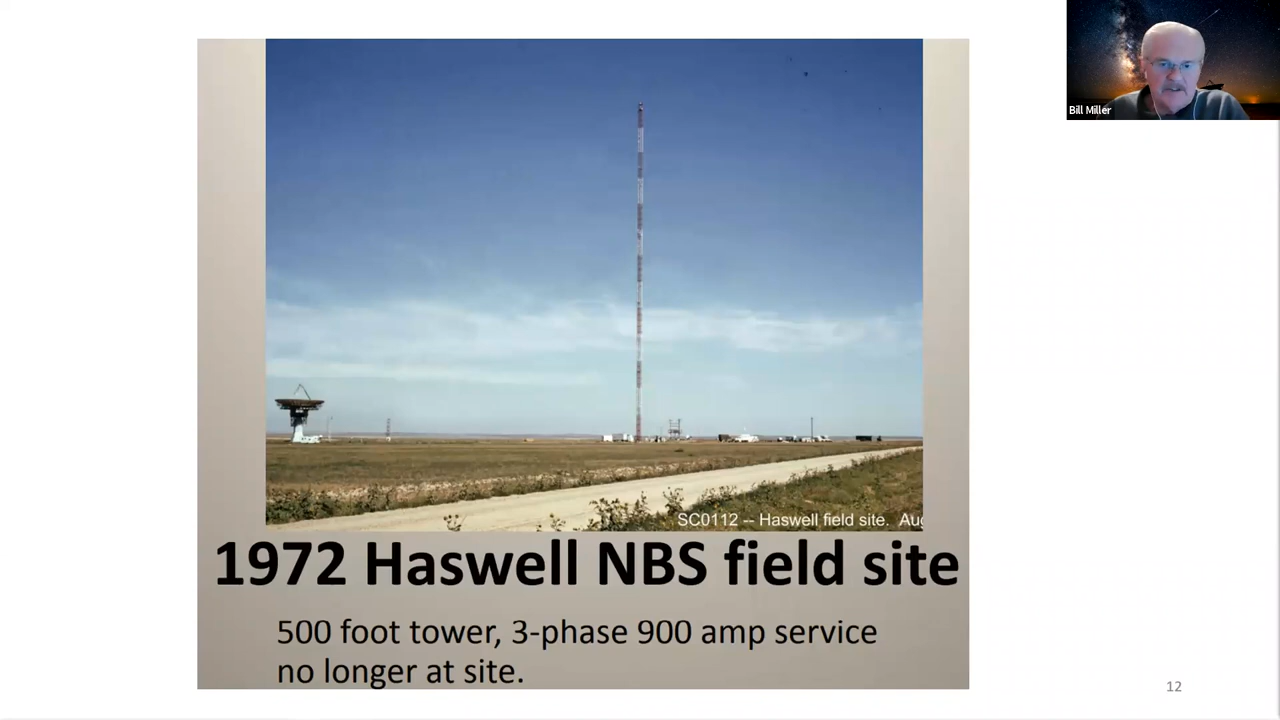 Bill Miller
SC0112 -- Haswell field site. Aug
1972 Haswell NBS field site
500 foot tower, 3-phase 900 amp service
no longer at site.
12